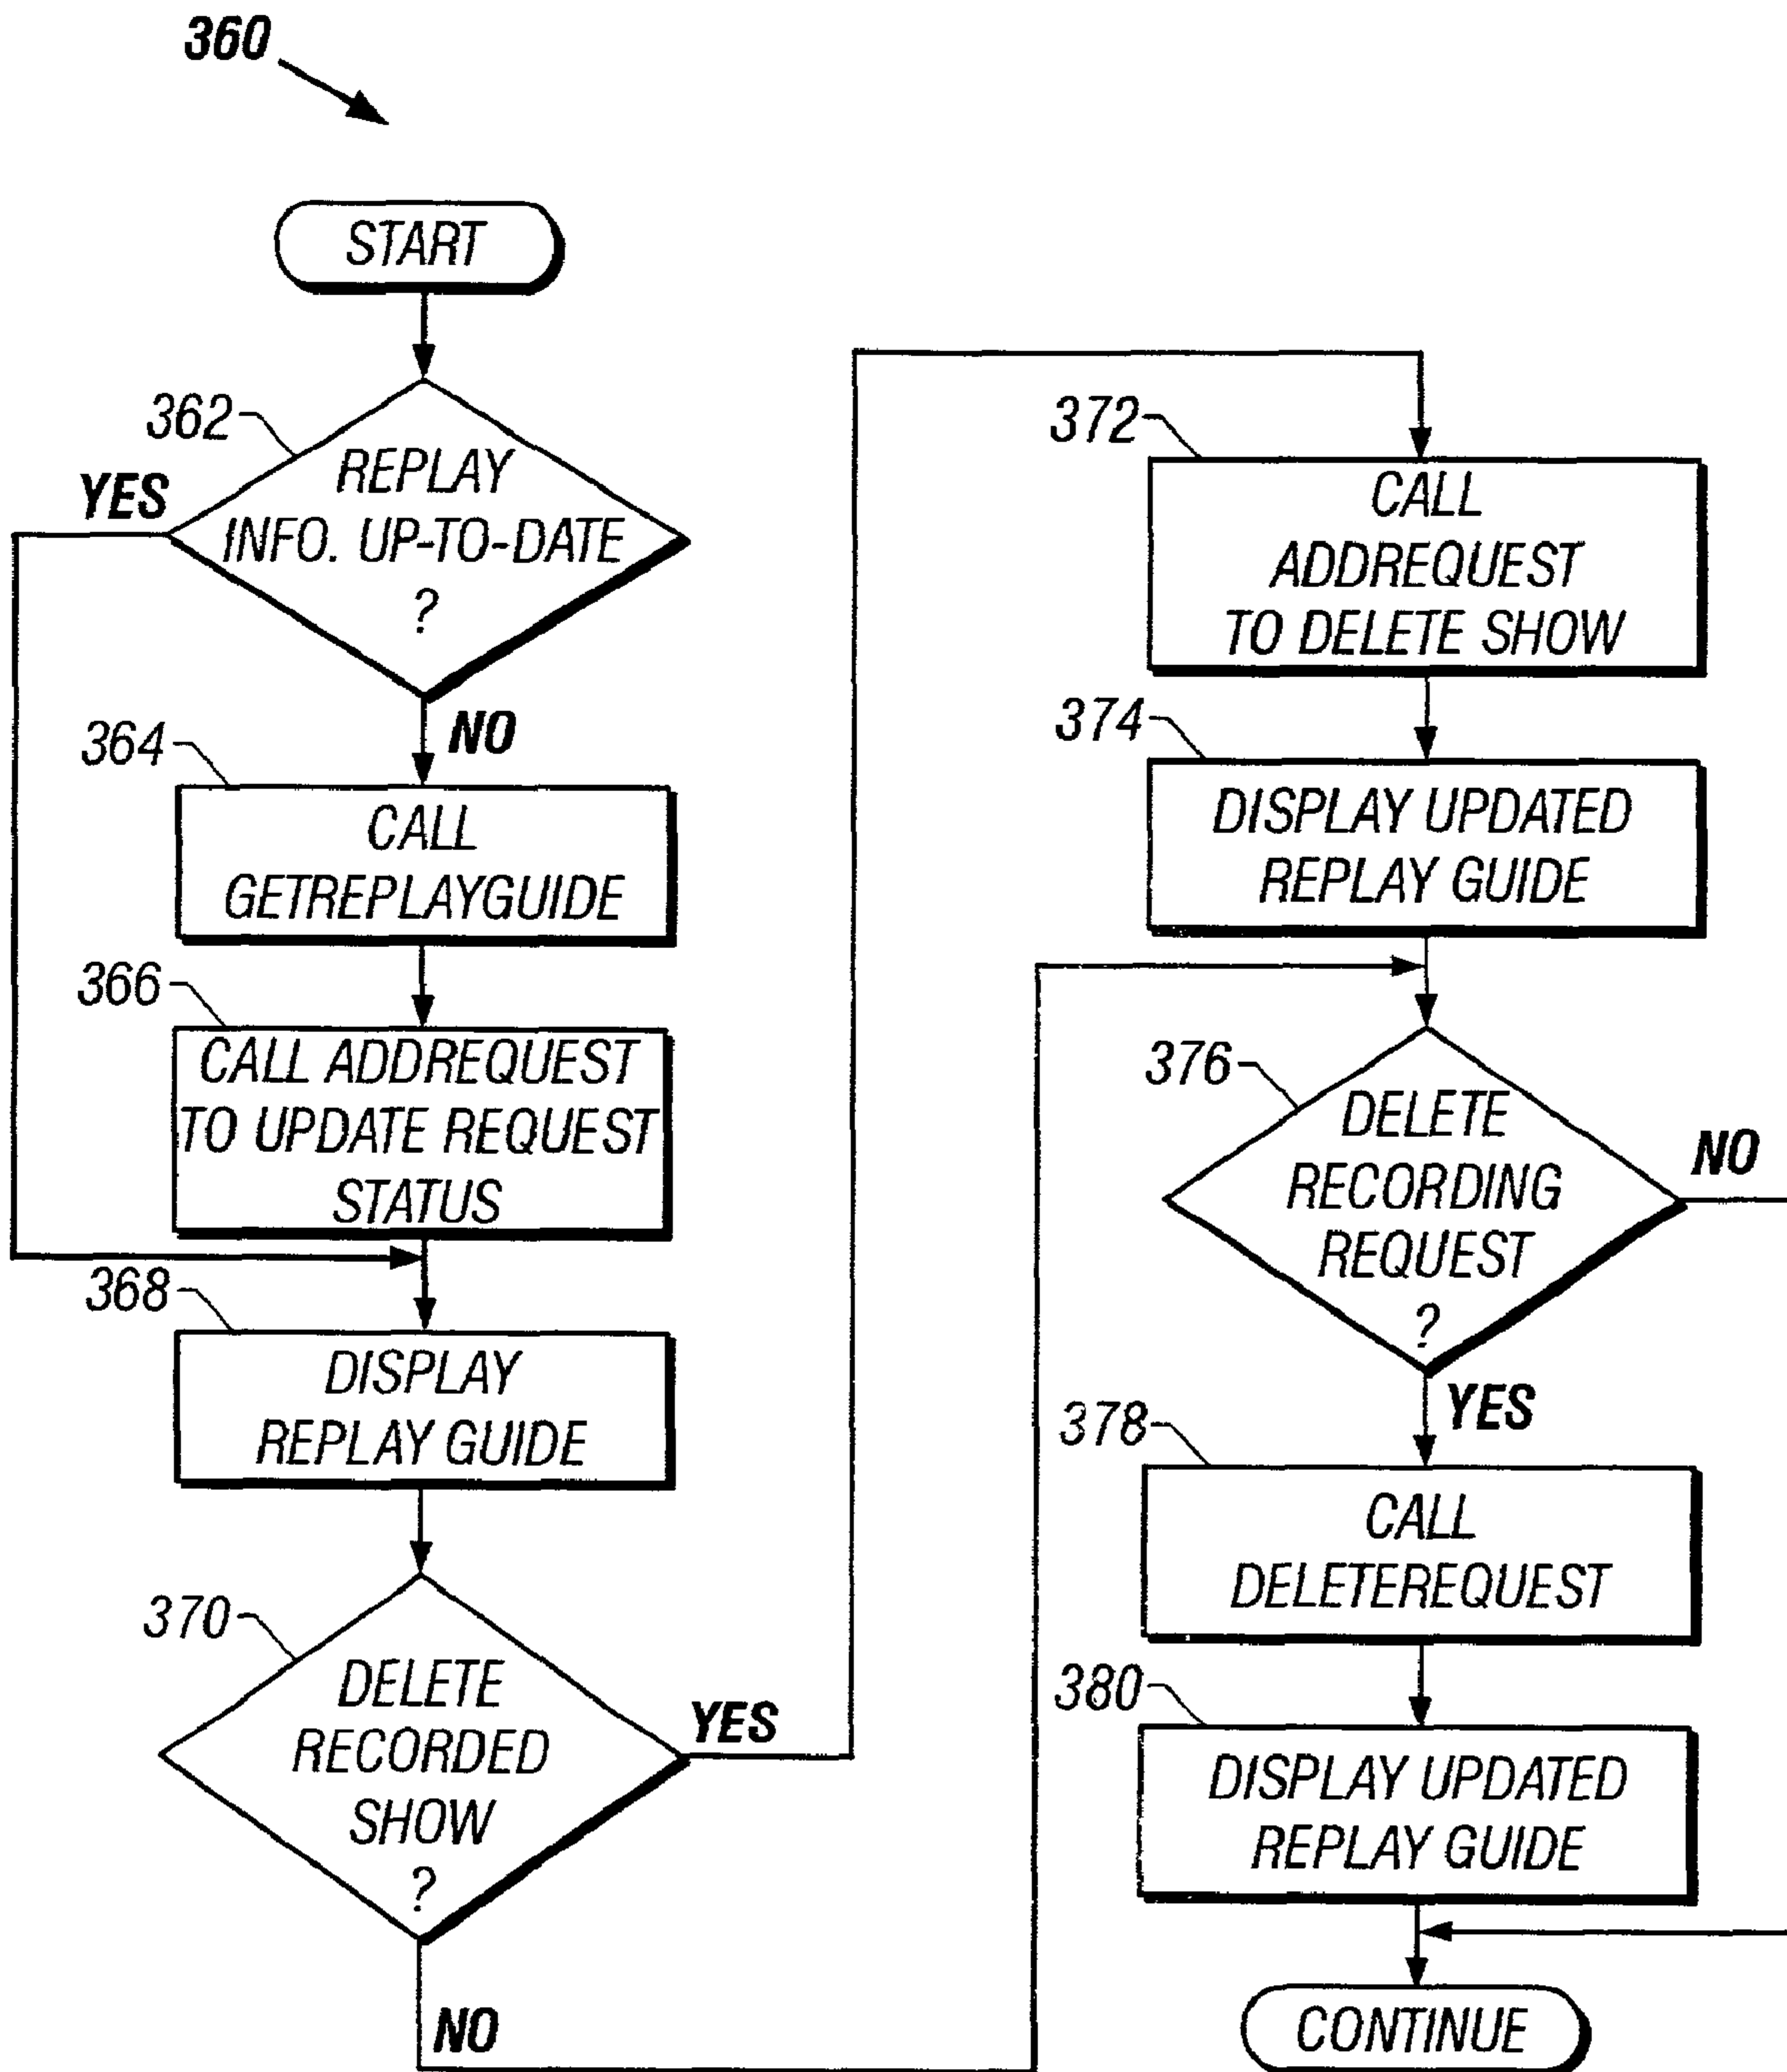 360
START
362
REPLAY
INFO. UP-TO-DATE
?
YES
NO
364
CALL
GETREPLAYGUIDE
366
CALL ADDREQUEST
TO UPDATE REQUEST
STATUS
368
DISPLAY
REPLAY GUIDE
370
DELETE
RECORDED
SHOW
?
YES
NO
372
CALL
ADDREQUEST
TO DELETE SHOW
374
DISPLAY UPDATED
REPLAY GUIDE
376
DELETE
RECORDING
REQUEST
?
NO
YES
378
CALL
DELETEREQUEST
380
DISPLAY UPDATED
REPLAY GUIDE
CONTINUE